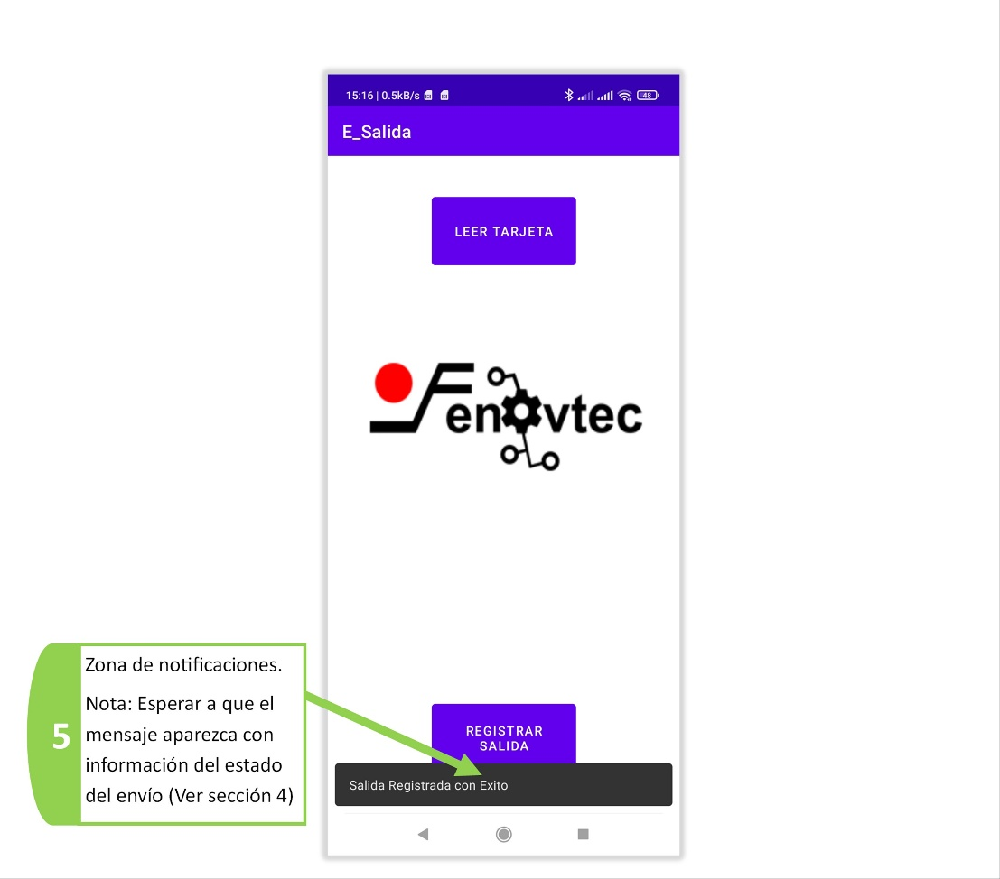 15:16 | 0.5kB/s
48
E_Salida
LEER TARJETA
Fenovtec
REGISTRAR
SALIDA
Salida Registrada con Exito
5
Zona de notificaciones.
Nota: Esperar a que el
mensaje aparezca con
información del estado
del envío (Ver sección 4)